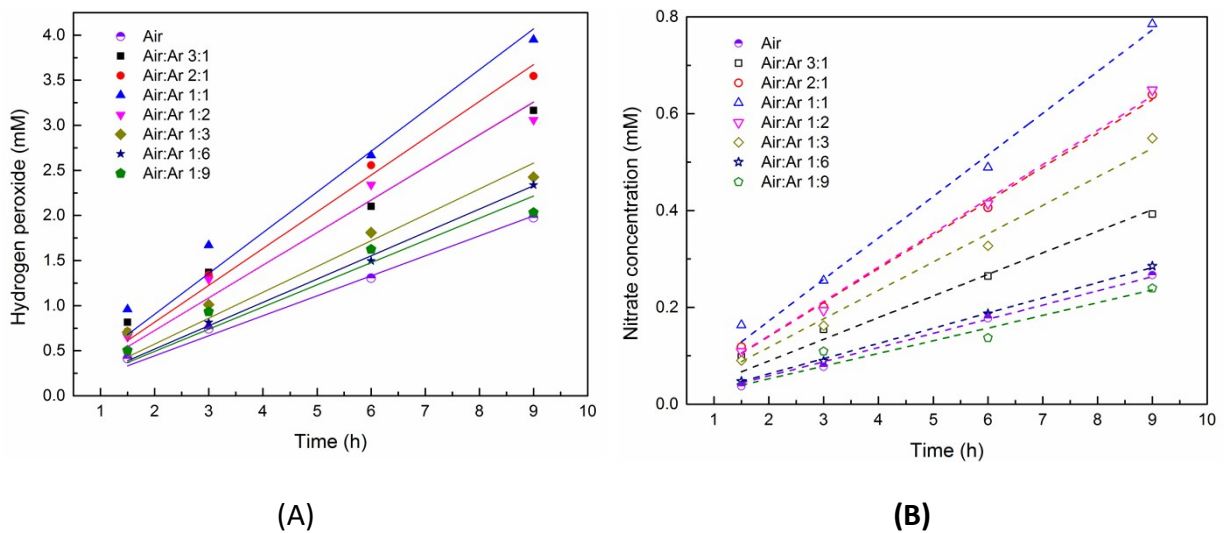 4.0
3.5
3.0
2.5
2.0
1.5
1.0
0.5
0.0
Hydrogen peroxide (mM)
Air
Air:Ar 3:1
Air:Ar 2:1
Air:Ar 1:1
Air:Ar 1:2
Air:Ar 1:3
Air:Ar 1:6
Air:Ar 1:9
1 2 3 4 5 6 7 8 9 10
Time (h)
(A)
0.8
0.6
0.4
0.2
0.0
Nitrate concentration (mM)
Air
Air:Ar 3:1
Air:Ar 2:1
Air:Ar 1:1
Air:Ar 1:2
Air:Ar 1:3
Air:Ar 1:6
Air:Ar 1:9
1 2 3 4 5 6 7 8 9 10
Time (h)
(B)